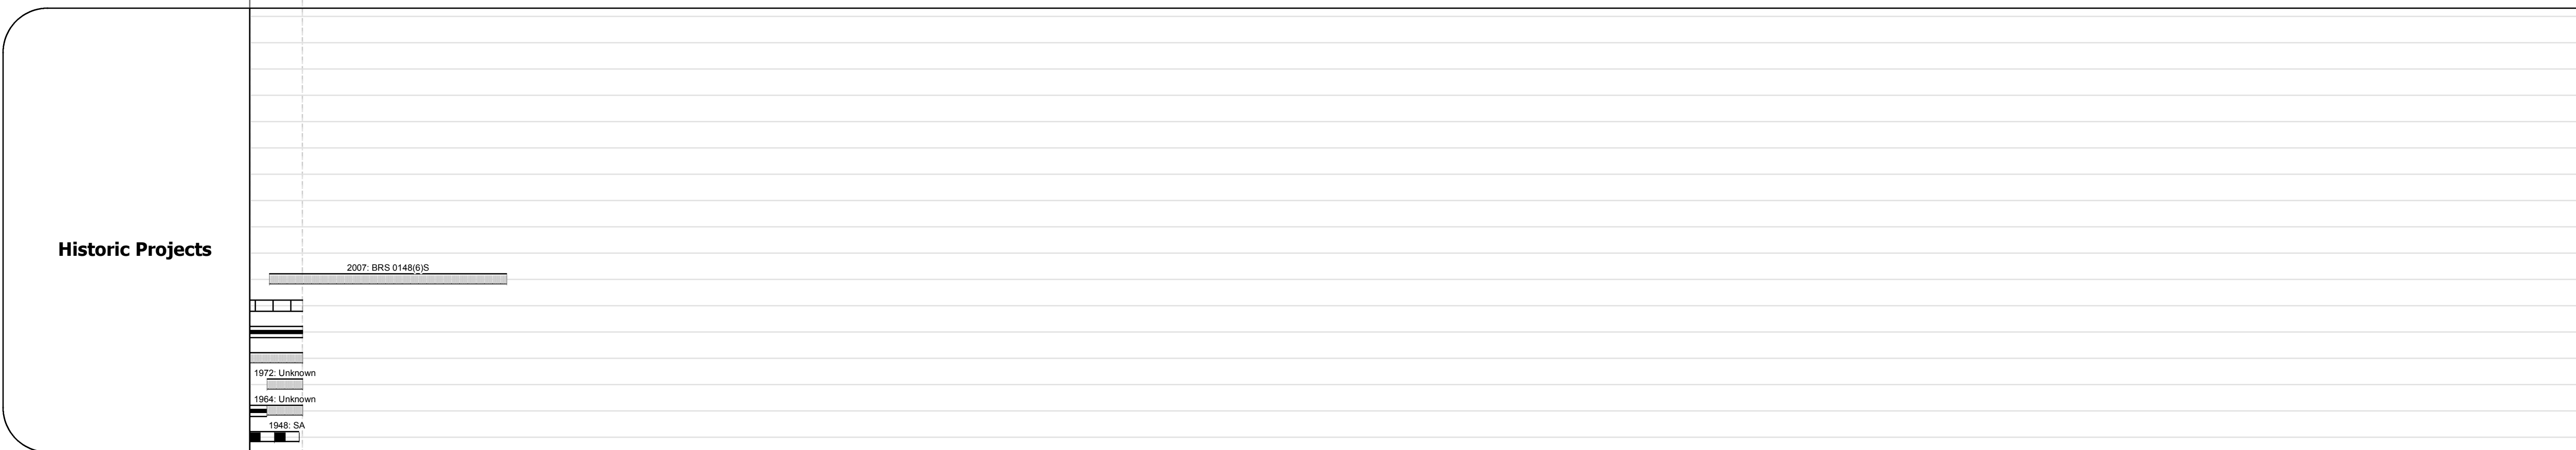 Historic Projects
2007: BRS 0148(6)S
1972: Unknown
1964: Unknown
1948: SA